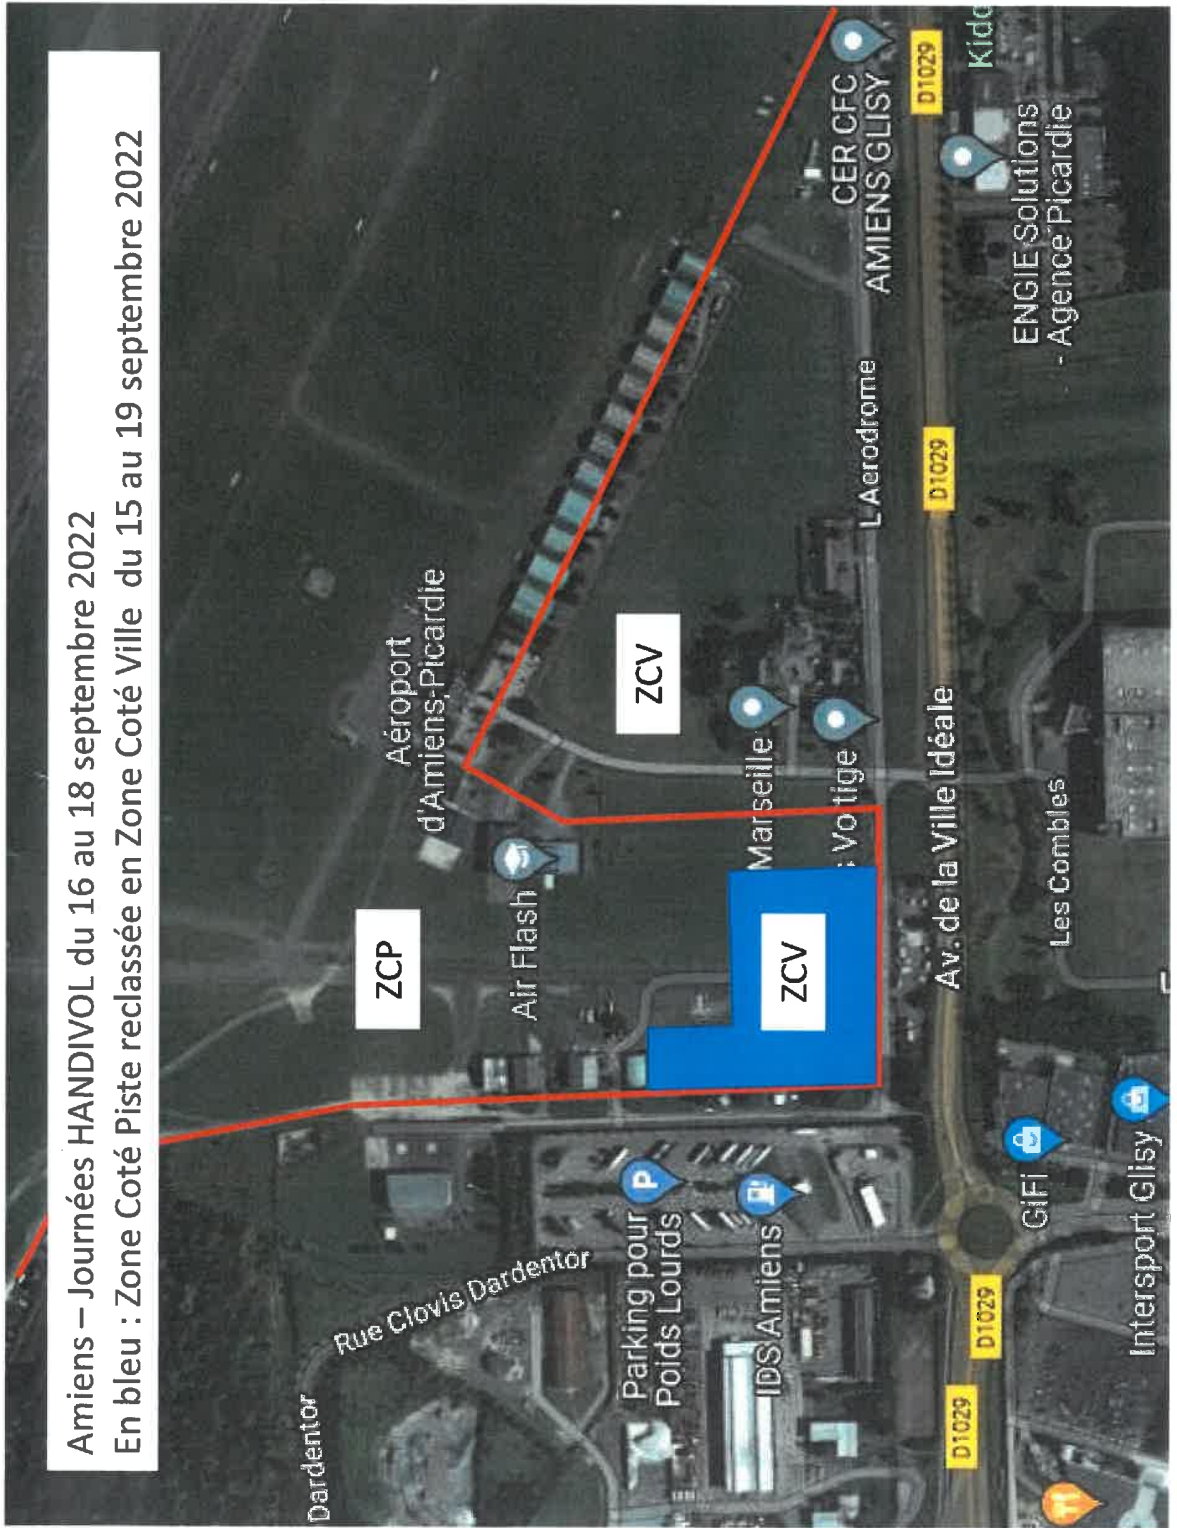 Amiens – Journées HANDIVOL du 16 au 18 septembre 2022
En bleu : Zone Coté Piste reclassée en Zone Coté Ville du 15 au 19 septembre 2022
Dardentor
Rue Clovis Dardentor
Aéroport
d'Amiens-Picardie
ZCP
Air Flash
ZCV
Parking pour
Poids Lourds
P
IDS Amiens
ZCV
Marseille
Voltige
L'Aerodrome
CER CFC
AMIENS GLISY
D1029
D1029
D1029
D1029
Av. de la Ville Idéale
Kido
ENGIE Solutions
- Agence Picardie
GiFi
Les Combles
Intersport Glisy